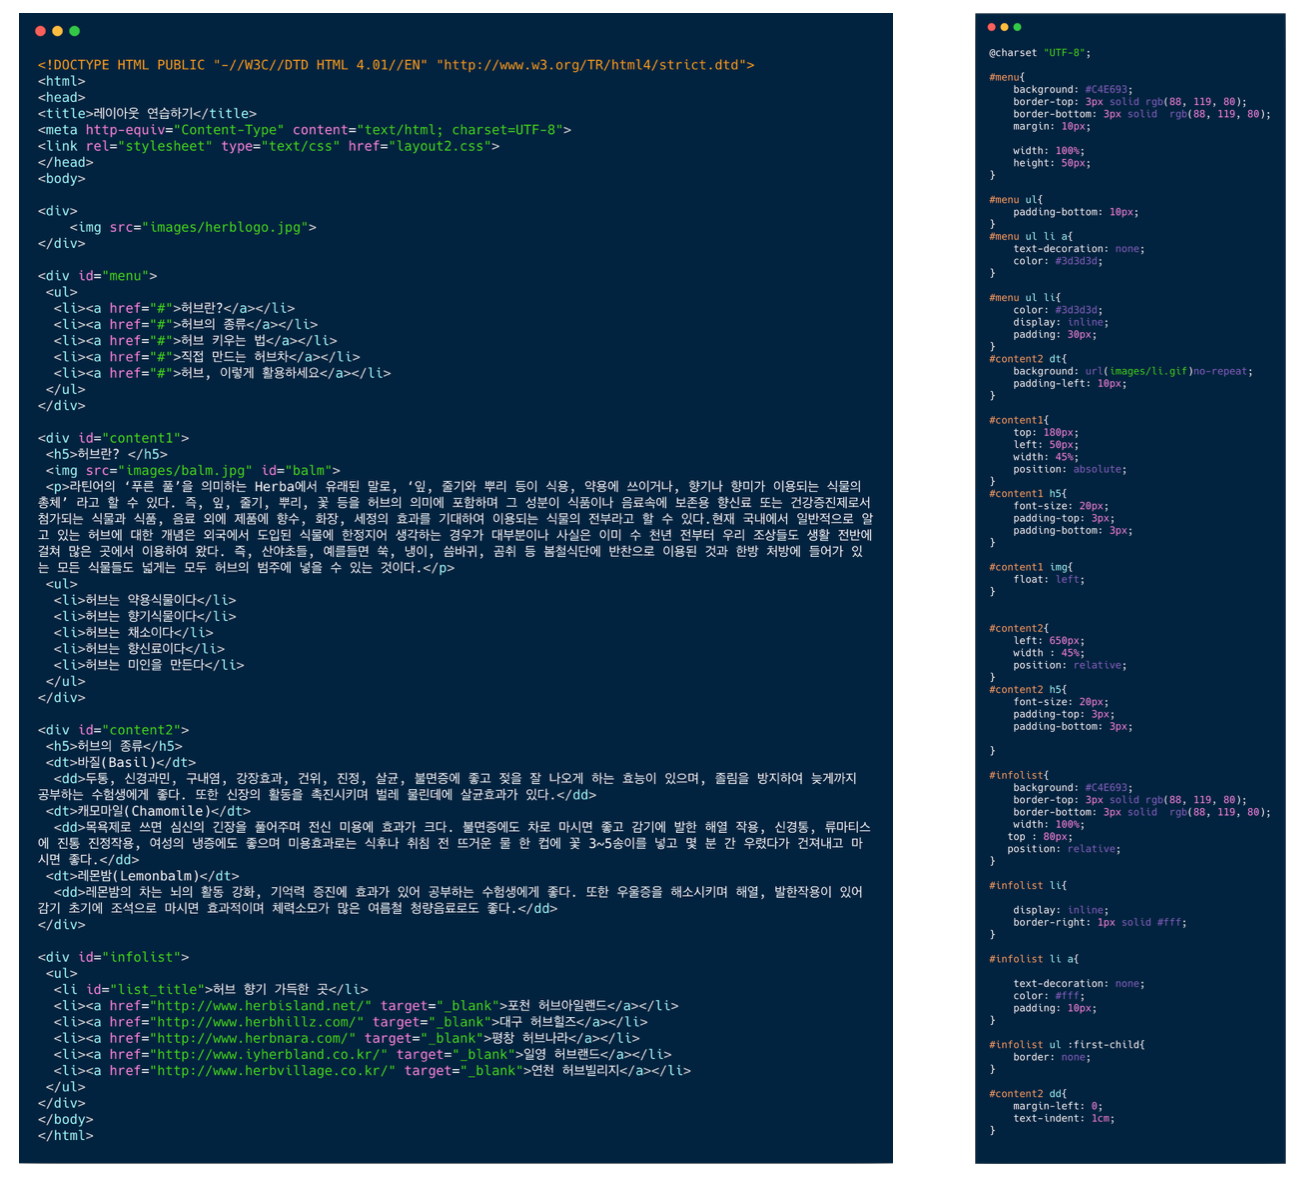 <!DOCTYPE HTML PUBLIC "-//W3C//DTD HTML 4.01//EN" "http://www.w3.org/TR/html4/strict.dtd">
<html>
<head>
<title>레이아웃 연습하기</title>
<meta http-equiv="Content-Type" content="text/html; charset=UTF-8">
<link rel="stylesheet" type="text/css" href="layout2.css">
</head>
<body>
<div>
<img src="images/herblogo.jpg">
</div>
<div id="menu">
<ul>
<li><a href="#">허브란?</a></li>
<li><a href="#">허브의 종류</a></li>
<li><a href="#">허브 키우는 법</a></li>
<li><a href="#">직접 만드는 허브차</a></li>
<li><a href="#">허브, 이렇게 활용하세요</a></li>
</ul>
</div>
<div id="content1">
<h5>허브란? </h5>
<img src="images/balm.jpg" id="balm">
<p>라틴어의 ‘푸른 풀’을 의미하는 Herba에서 유래된 말로, ‘잎, 줄기와 뿌리 등이 식용, 약용에 쓰이거나, 향기나 향미가 이용되는 식물의
총체’ 라고 할 수 있다. 즉, 잎, 줄기, 뿌리, 꽃 등을 허브의 의미에 포함하며 그 성분이 식품이나 음료속에 보존용 향신료 또는 건강증진제로서
첨가되는 식물과 식품, 음료 외에 제품에 향수, 화장, 세정의 효과를 기대하여 이용되는 식물의 전부라고 할 수 있다.현재 국내에서 일반적으로 알
고 있는 허브에 대한 개념은 외국에서 도입된 식물에 한정지어 생각하는 경우가 대부분이나 사실은 이미 수 천년 전부터 우리 조상들도 생활 전반에
걸쳐 많은 곳에서 이용하여 왔다. 즉, 산야초들, 예를들면 쑥, 냉이, 씀바귀, 곰취 등 봄철식단에 반찬으로 이용된 것과 한방 처방에 들어가 있
는 모든 식물들도 넓게는 모두 허브의 범주에 넣을 수 있는 것이다.</p>
<ul>
<li>허브는 약용식물이다</li>
<li>허브는 향기식물이다</li>
<li>허브는 채소이다</li>
<li>허브는 향신료이다</li>
<li>허브는 미인을 만든다</li>
</ul>
</div>
<div id="content2">
<h5>허브의 종류</h5>
<dt>바질(Basil)</dt>
<dd>두통, 신경과민, 구내염, 강장효과, 건위, 진정, 살균, 불면증에 좋고 젖을 잘 나오게 하는 효능이 있으며, 졸림을 방지하여 늦게까지
공부하는 수험생에게 좋다. 또한 신장의 활동을 촉진시키며 벌레 물린데에 살균효과가 있다.</dd>
<dt>캐모마일(Chamomile)</dt>
<dd>목욕제로 쓰면 심신의 긴장을 풀어주며 전신 미용에 효과가 크다. 불면증에도 차로 마시면 좋고 감기에 발한 해열 작용, 신경통, 류마티스
에 진통 진정작용, 여성의 냉증에도 좋으며 미용효과로는 식후나 취침 전 뜨거운 물 한 컵에 꽃 3~5송이를 넣고 몇 분 간 우렸다가 건져내고 마
시면 좋다.</dd>
<dt>레몬밤(Lemonbalm)</dt>
<dd>레몬밤의 차는 뇌의 활동 강화, 기억력 증진에 효과가 있어 공부하는 수험생에게 좋다. 또한 우울증을 해소시키며 해열, 발한작용이 있어
감기 초기에 조석으로 마시면 효과적이며 체력소모가 많은 여름철 청량음료로도 좋다.</dd>
</div>
<div id="infolist">
<ul>
<li id="list_title">허브 향기 가득한 곳</li>
<li><a href="http://www.herbisland.net/" target="_blank">포천 허브아일랜드</a></li>
<li><a href="http://www.herbhillz.com/" target="_blank">대구 허브힐즈</a></li>
<li><a href="http://www.herbnara.com/" target="_blank">평창 허브나라</a></li>
<li><a href="http://www.iyherbland.co.kr/" target="_blank">일영 허브랜드</a></li>
<li><a href="http://www.herbvillage.co.kr/" target="_blank">연천 허브빌리지</a></li>
</ul>
</div>
</body>
</html>
@charset "UTF-8";
#menu{
background: #C4E693;
border-top: 3px solid rgb(88, 119, 80);
border-bottom: 3px solid  rgb(88, 119, 80);
margin: 10px;
width: 100%;
height: 50px;
}
#menu ul{
padding-bottom: 10px;
}
#menu ul li a{
text-decoration: none;
color: #3d3d3d;
}
#menu ul li{
color: #3d3d3d;
display: inline;
padding: 30px;
}
#content2 dt{
background: url(images/li.gif)no-repeat;
padding-left: 10px;
}
#content1{
top: 180px;
left: 50px;
width: 45%;
position: absolute;
}
#content1 h5{
font-size: 20px;
padding-top: 3px;
padding-bottom: 3px;
}
#content1 img{
float: left;
}
#content2{
left: 650px;
width : 45%;
position: relative;
}
#content2 h5{
font-size: 20px;
padding-top: 3px;
padding-bottom: 3px;
}
#infolist{
background: #C4E693;
border-top: 3px solid rgb(88, 119, 80);
border-bottom: 3px solid  rgb(88, 119, 80);
width: 100%;
top : 80px;
position: relative;
}
#infolist li{
display: inline;
border-right: 1px solid #fff;
}
#infolist li a{
text-decoration: none;
color: #fff;
padding: 10px;
}
#infolist ul :first-child{
border: none;
}
#content2 dd{
margin-left: 0;
text-indent: 1cm;
}